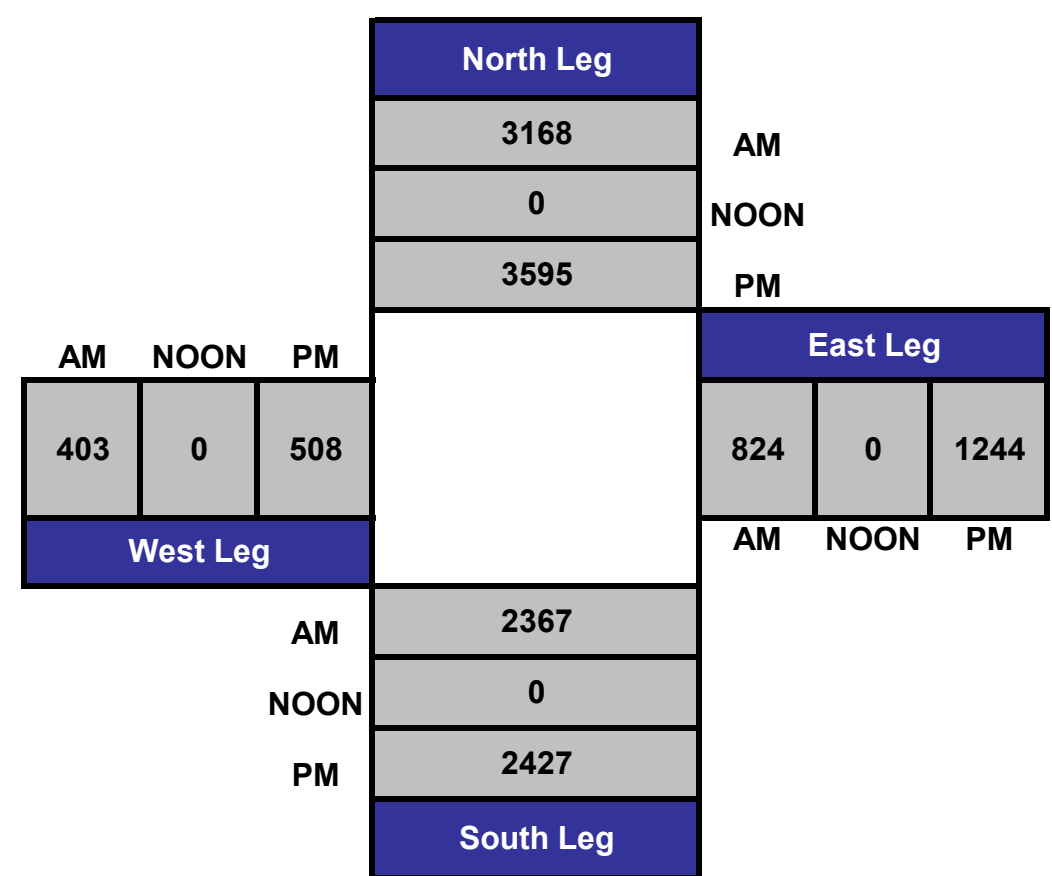 North Leg
3168 AM
0 NOON
3595 PM
AM NOON PM East Leg
403 0 508 824 0 1244
West Leg AM NOON PM
AM 2367
NOON 0
PM 2427
South Leg